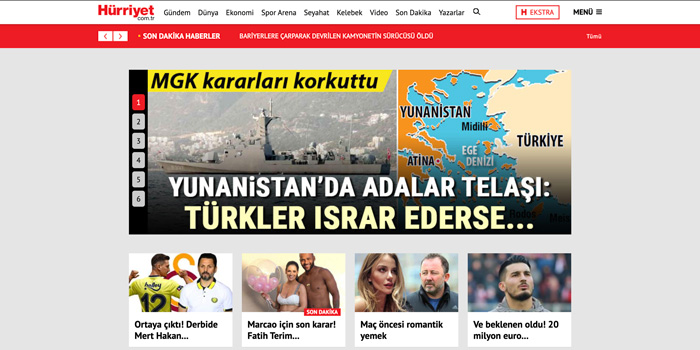 Hürriyet
.com.tr
Gündem Dünya Ekonomi Spor Arena Seyahat Kelebek Video Son Dakika Yazarlar
H EKSTRA
MENÜ
SON DAKİKA HABERLER
BARİYERLERE ÇARPARAK DEVRİLEN KAMYONETİN SÜRÜCÜSÜ ÖLDÜ
Tümü
MGK kararları korkuttu
1
2
3
4
5
6
YUNANİSTAN
Midilli
TÜRKİYE
EGE
DENİZİ
ATİNA
Rodos
YUNANİSTAN'DA ADALAR TELAŞI:
TÜRKLER ISRAR EDERSE...
belloy
12
SON DAKİKA
Ortaya çıktı! Derbide
Mert Hakan...
Marcao için son karar!
Fatih Terim...
Maç öncesi romantik
yemek
Ve beklenen oldu! 20
milyon euro...